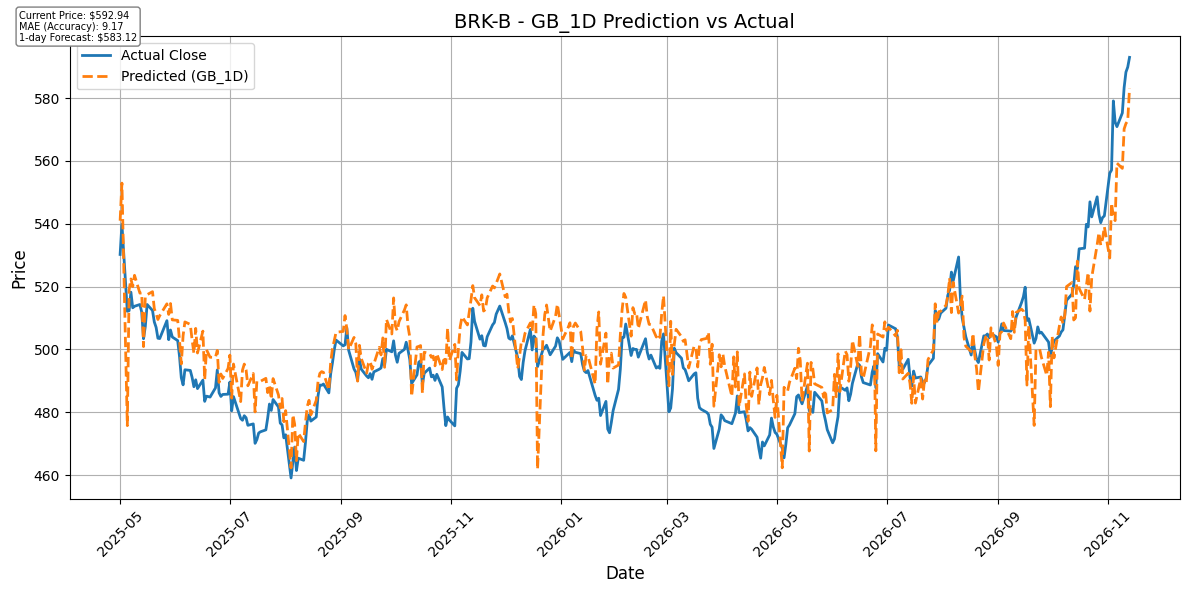 Current Price: $592.94
MAE (Accuracy): 9.17
1-day Forecast: $583.12
BRK-B - GB_1D Prediction vs Actual
Actual Close
Predicted (GB_1D)
Price
580
560
540
520
500
480
460
2025-05
2025-07
2025-09
2025-11
2026-01
2026-03
2026-05
2026-07
2026-09
2026-11
Date